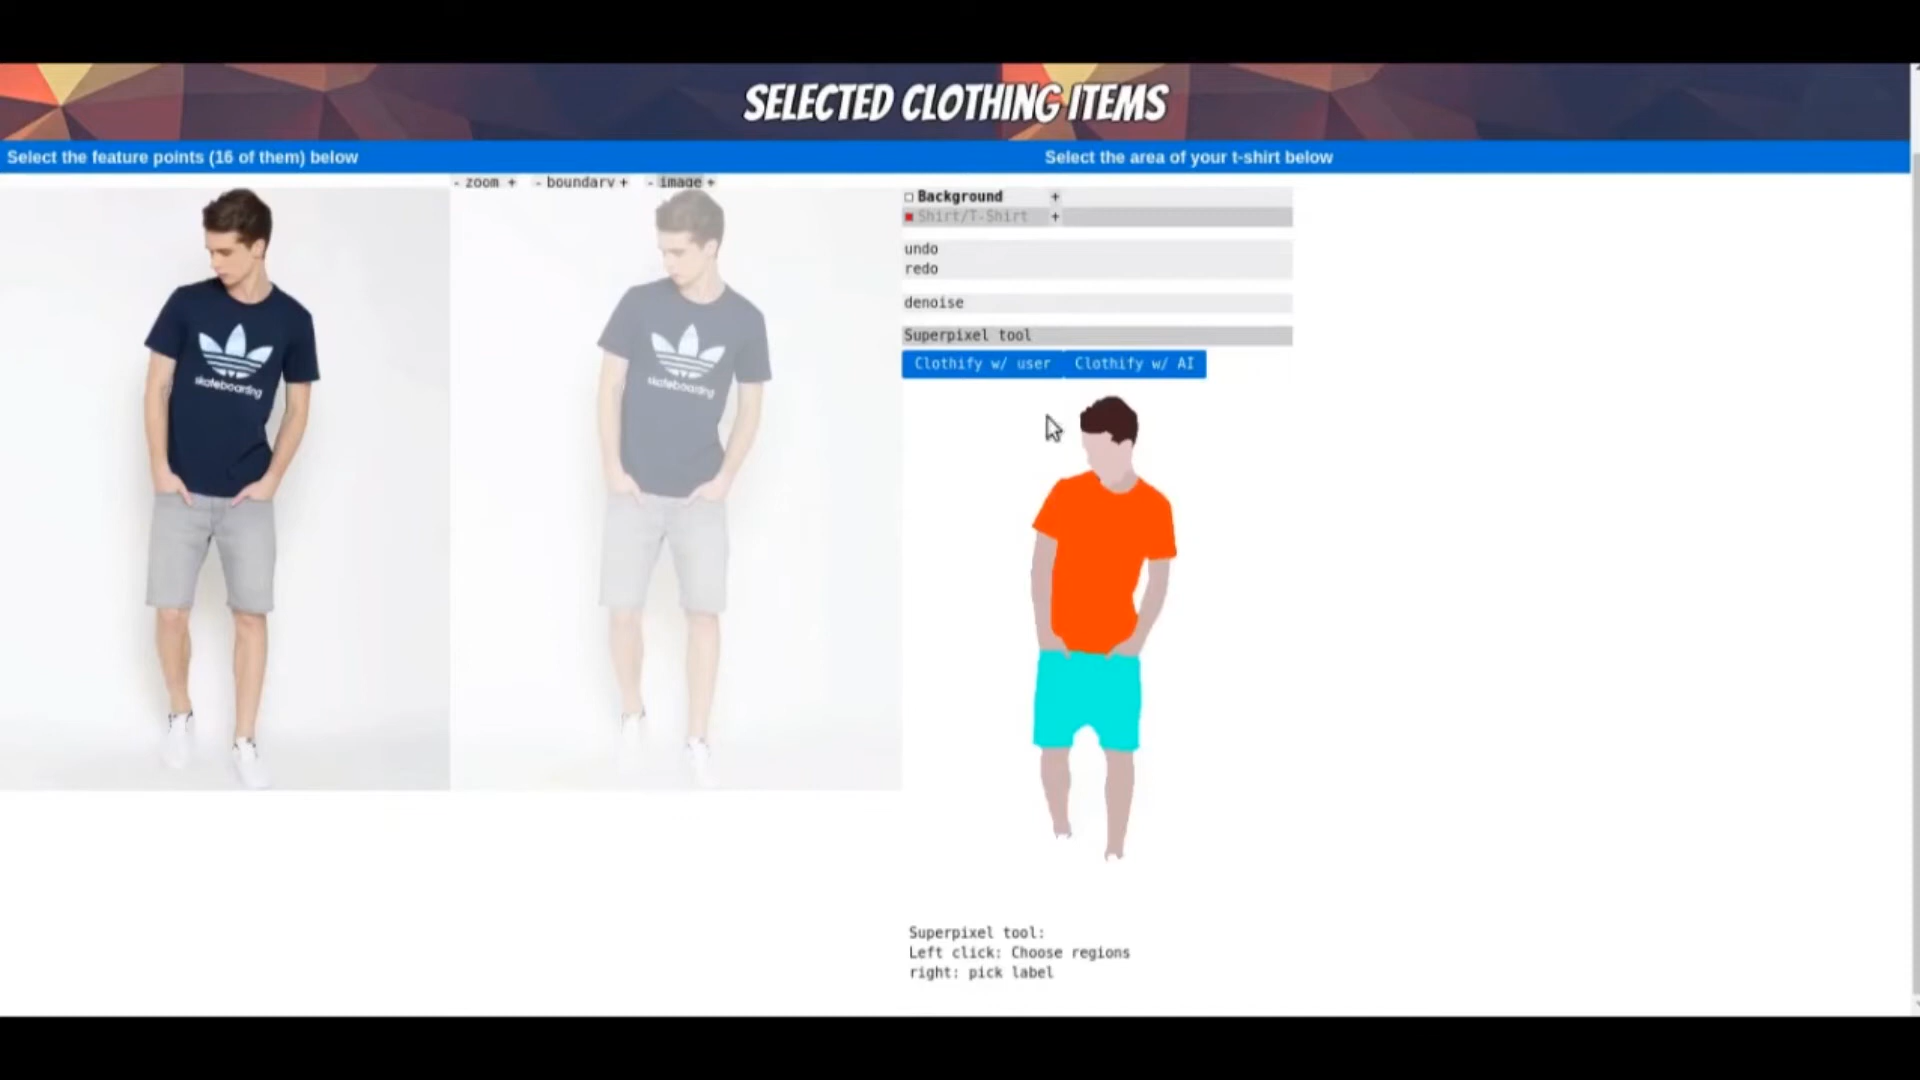 SELECTED CLOTHING ITEMS
Select the feature points (16 of them) below
Select the area of your t-shirt below
- zoom + - boundary + - image +
Background +
Shirt/T-Shirt +
undo
redo
denoise
Superpixel tool
Clothify w/ user Clothify w/ AI
skateboarding
skateboarding
Superpixel tool:
Left click: Choose regions
right: pick label